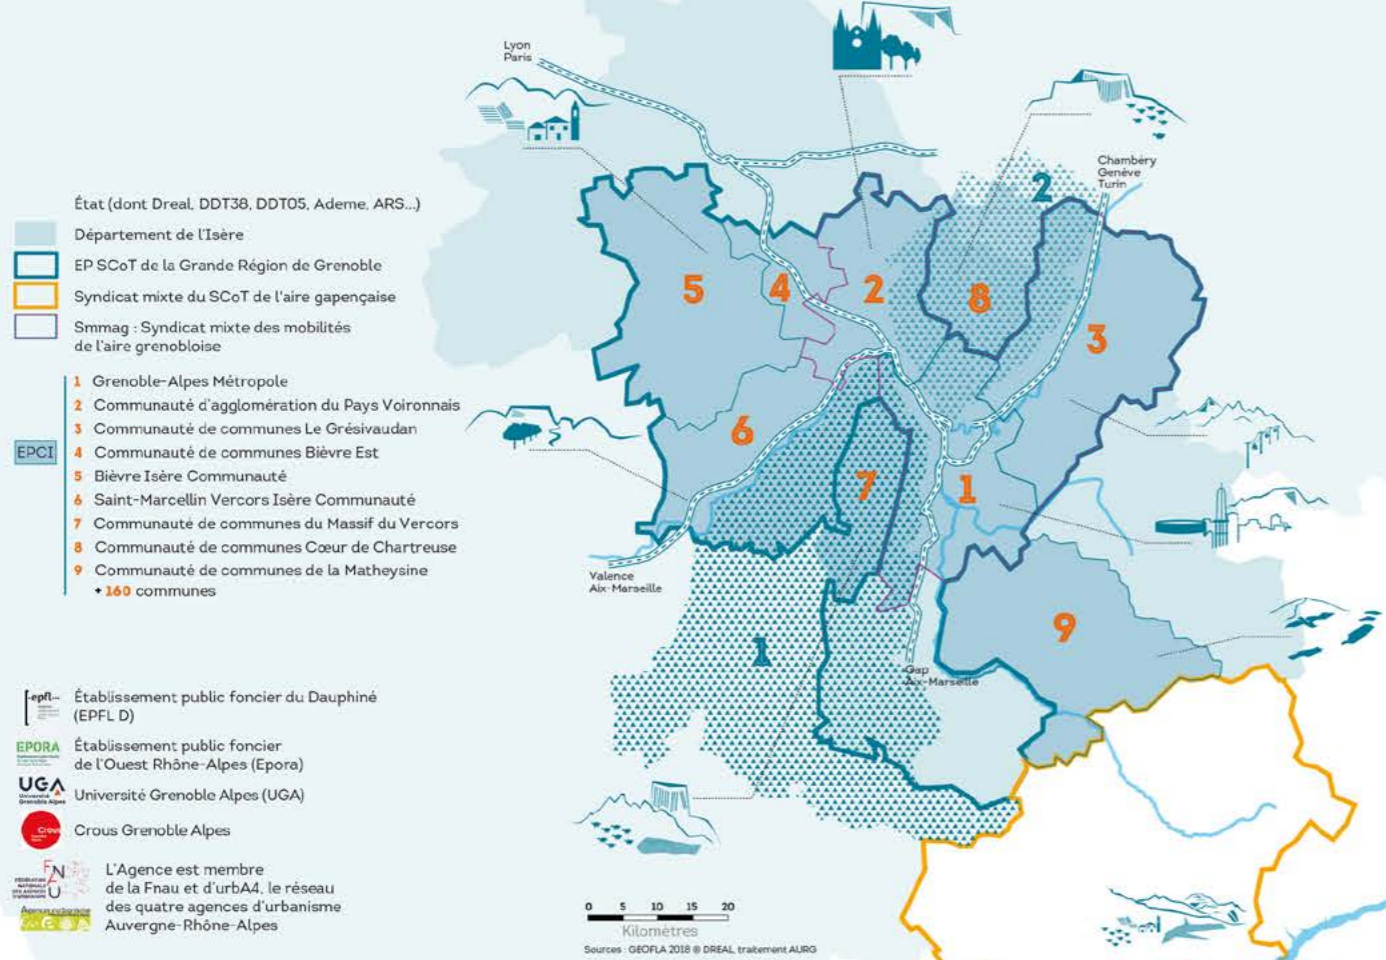 Lyon
Paris
Chambéry
Genève
Turin
2
5
4
2
8
3
6
7
1
Valence
Aix-Marseille
1
9
Gap
Aix-Marseille
État (dont Dreal, DDT38, DDT05, Ademe, ARS...)
Département de l'Isère
EP SCoT de la Grande Région de Grenoble
Syndicat mixte du SCoT de l'aire gapençaise
Smmag : Syndicat mixte des mobilités
de l'aire grenobloise
EPCI
1 Grenoble-Alpes Métropole
2 Communauté d'agglomération du Pays Voironnais
3 Communauté de communes Le Grésivaudan
4 Communauté de communes Bièvre Est
5 Bièvre Isère Communauté
6 Saint-Marcellin Vercors Isère Communauté
7 Communauté de communes du Massif du Vercors
8 Communauté de communes Cœur de Chartreuse
9 Communauté de communes de la Matheysine
+ 160 communes
epfl
Établissement public foncier du Dauphiné
(EPFL D)
EPORA
Établissement public foncier
de l'Ouest Rhône-Alpes (Epora)
UGA
Université
Grenoble Alpes
Université Grenoble Alpes (UGA)
Crous
Crous Grenoble Alpes
FNAU
L'Agence est membre
de la Fnau et d'urbA4, le réseau
des quatre agences d'urbanisme
Auvergne-Rhône-Alpes
0 5 10 15 20
Kilomètres
Sources : GEOFLA 2018 ® DREAL, traitement AURG